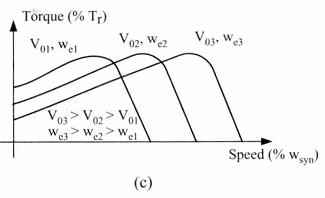 Torque (% Tr)
V01, we1
V02, we2
V03, we3
V03 > V02 > V01
we3 > we2 > we1
Speed (% wsyn)
(c)